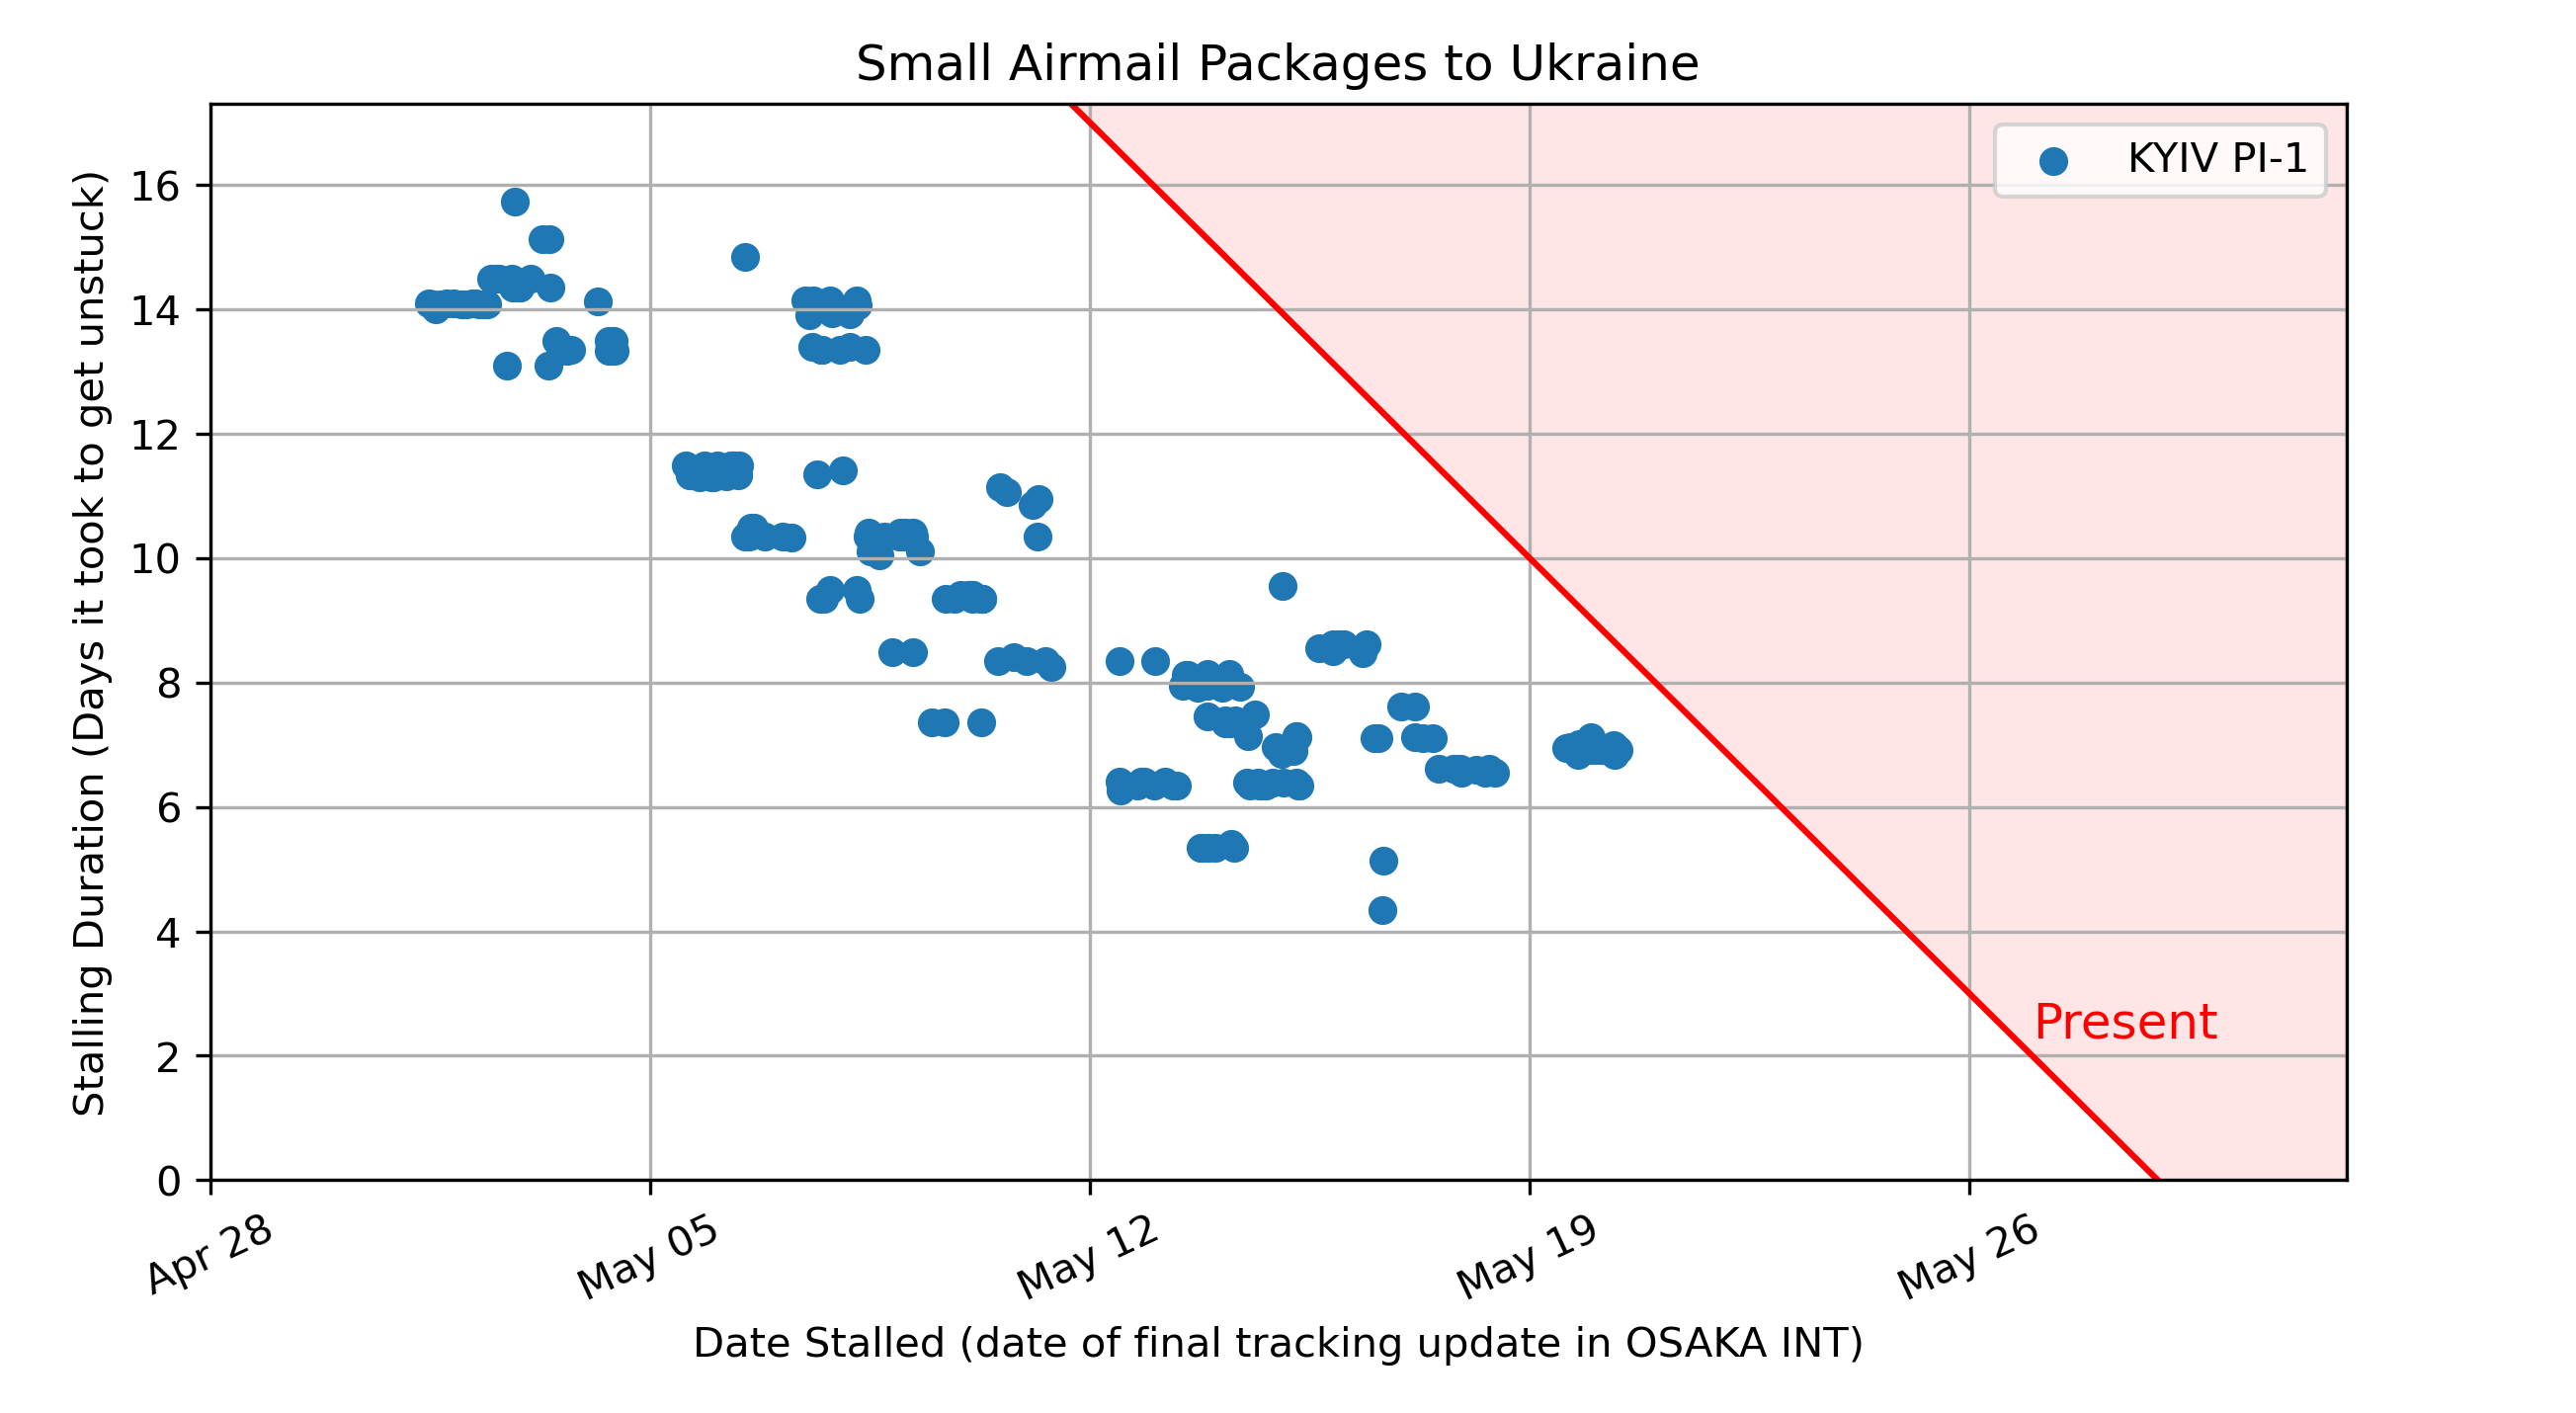 Small Airmail Packages to Ukraine
KYIV PI-1
Stalling Duration (Days it took to get unstuck)
16
14
12
10
8
6
4
2
0
Present
Apr 28
May 05
May 12
May 19
May 26
Date Stalled (date of final tracking update in OSAKA INT)